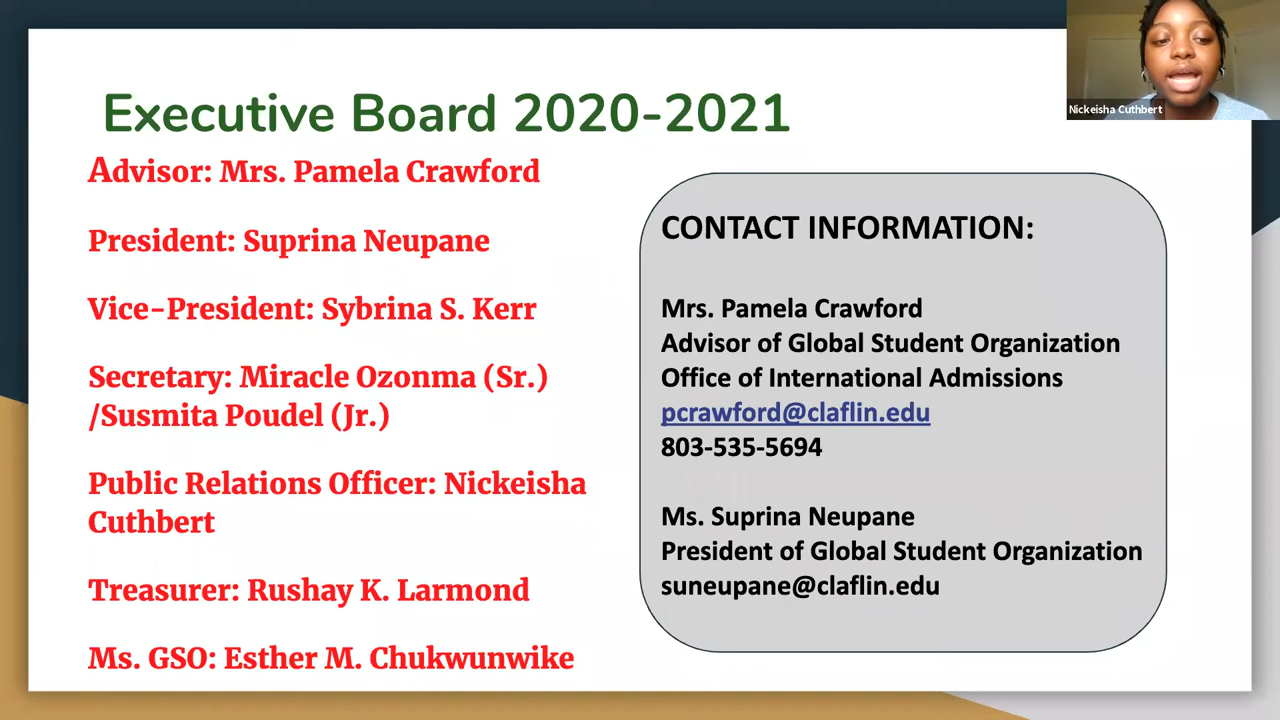 Executive Board 2020-2021
Advisor: Mrs. Pamela Crawford
President: Suprina Neupane
Vice-President: Sybrina S. Kerr
Secretary: Miracle Ozonma (Sr.)
/Susmita Poudel (Jr.)
Public Relations Officer: Nickeisha
Cuthbert
Treasurer: Rushay K. Larmond
Ms. GSO: Esther M. Chukwunwike
CONTACT INFORMATION:
Mrs. Pamela Crawford
Advisor of Global Student Organization
Office of International Admissions
pcrawford@claflin.edu
803-535-5694
Ms. Suprina Neupane
President of Global Student Organization
suneupane@claflin.edu
Nickeisha Cuthbert